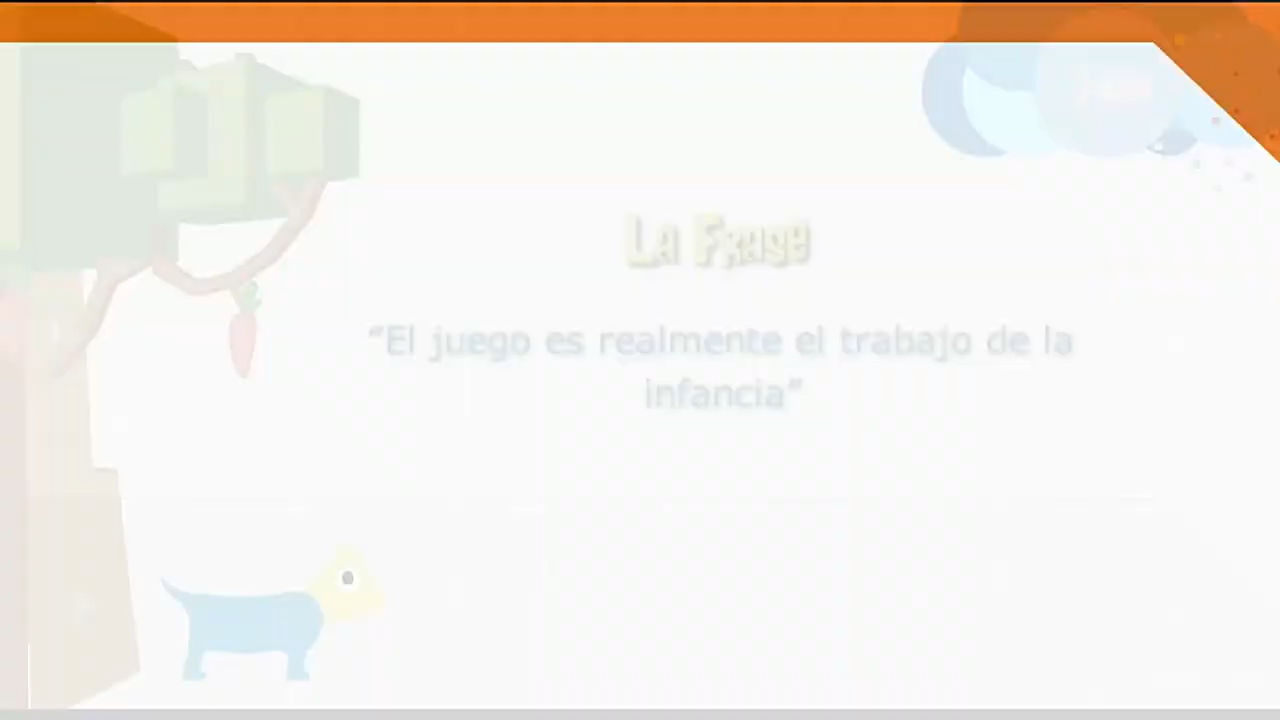 La Frase
“El juego es realmente el trabajo de la
infancia”